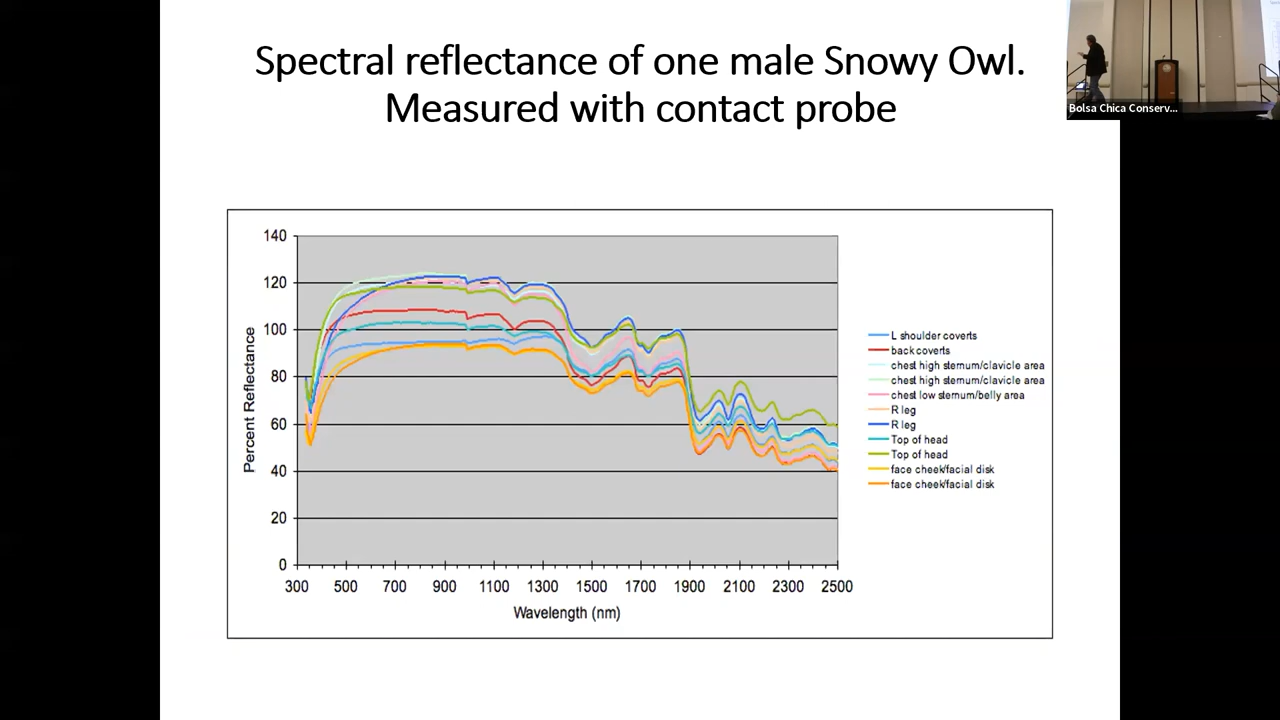 Spectral reflectance of one male Snowy Owl.
Measured with contact probe
Bolsa Chica Conserv...
140
120
100
80
60
40
20
0
Percent Reflectance
300 500 700 900 1100 1300 1500 1700 1900 2100 2300 2500
Wavelength (nm)
L shoulder coverts
back coverts
chest high sternum/clavicle area
chest high sternum/clavicle area
chest low sternum/belly area
R leg
R leg
Top of head
Top of head
face cheek/facial disk
face cheek/facial disk